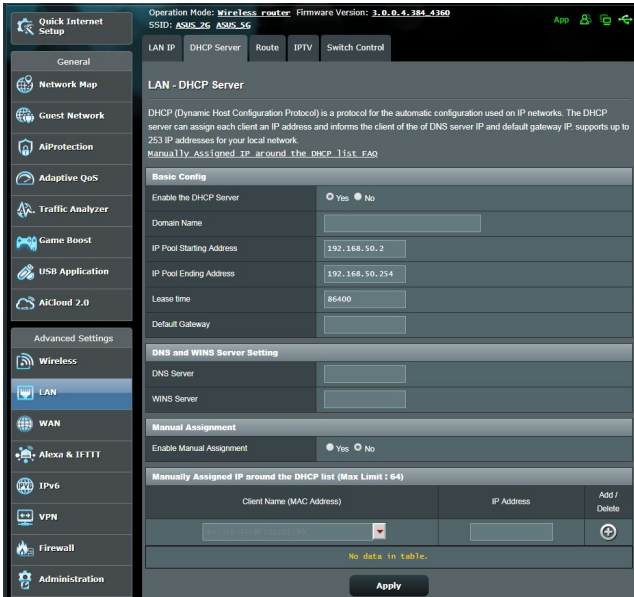 Quick Internet
Setup
Operation Mode: Wireless router Firmware Version: 3.0.0.4.384_4360
SSID: ASUS_2G ASUS_5G
App
LAN IP DHCP Server Route IPTV Switch Control
General
Network Map
Guest Network
AiProtection
Adaptive QoS
Traffic Analyzer
Game Boost
USB Application
AiCloud 2.0
Advanced Settings
Wireless
LAN
WAN
Alexa & IFTTT
IPv6
VPN
Firewall
Administration
LAN - DHCP Server
DHCP (Dynamic Host Configuration Protocol) is a protocol for the automatic configuration used on IP networks. The DHCP
server can assign each client an IP address and informs the client of the of DNS server IP and default gateway IP. supports up to
253 IP addresses for your local network.
Manually Assigned IP around the DHCP list FAQ
Basic Config
Enable the DHCP Server Yes No
Domain Name
IP Pool Starting Address 192.168.50.2
IP Pool Ending Address 192.168.50.254
Lease time 86400
Default Gateway
DNS and WINS Server Setting
DNS Server
WINS Server
Manual Assignment
Enable Manual Assignment Yes No
Manually Assigned IP around the DHCP list (Max Limit : 64)
Client Name (MAC Address) IP Address Add /
Delete
No data in table.
Apply